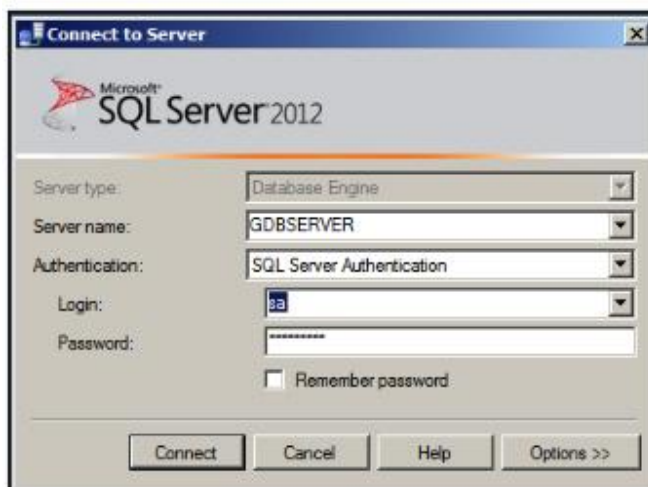 Connect to Server
Microsoft®
SQL Server 2012
Server type: Database Engine
Server name: GDBSERVER
Authentication: SQL Server Authentication
Login: sa
Password: *********
Remember password
Connect Cancel Help Options >>